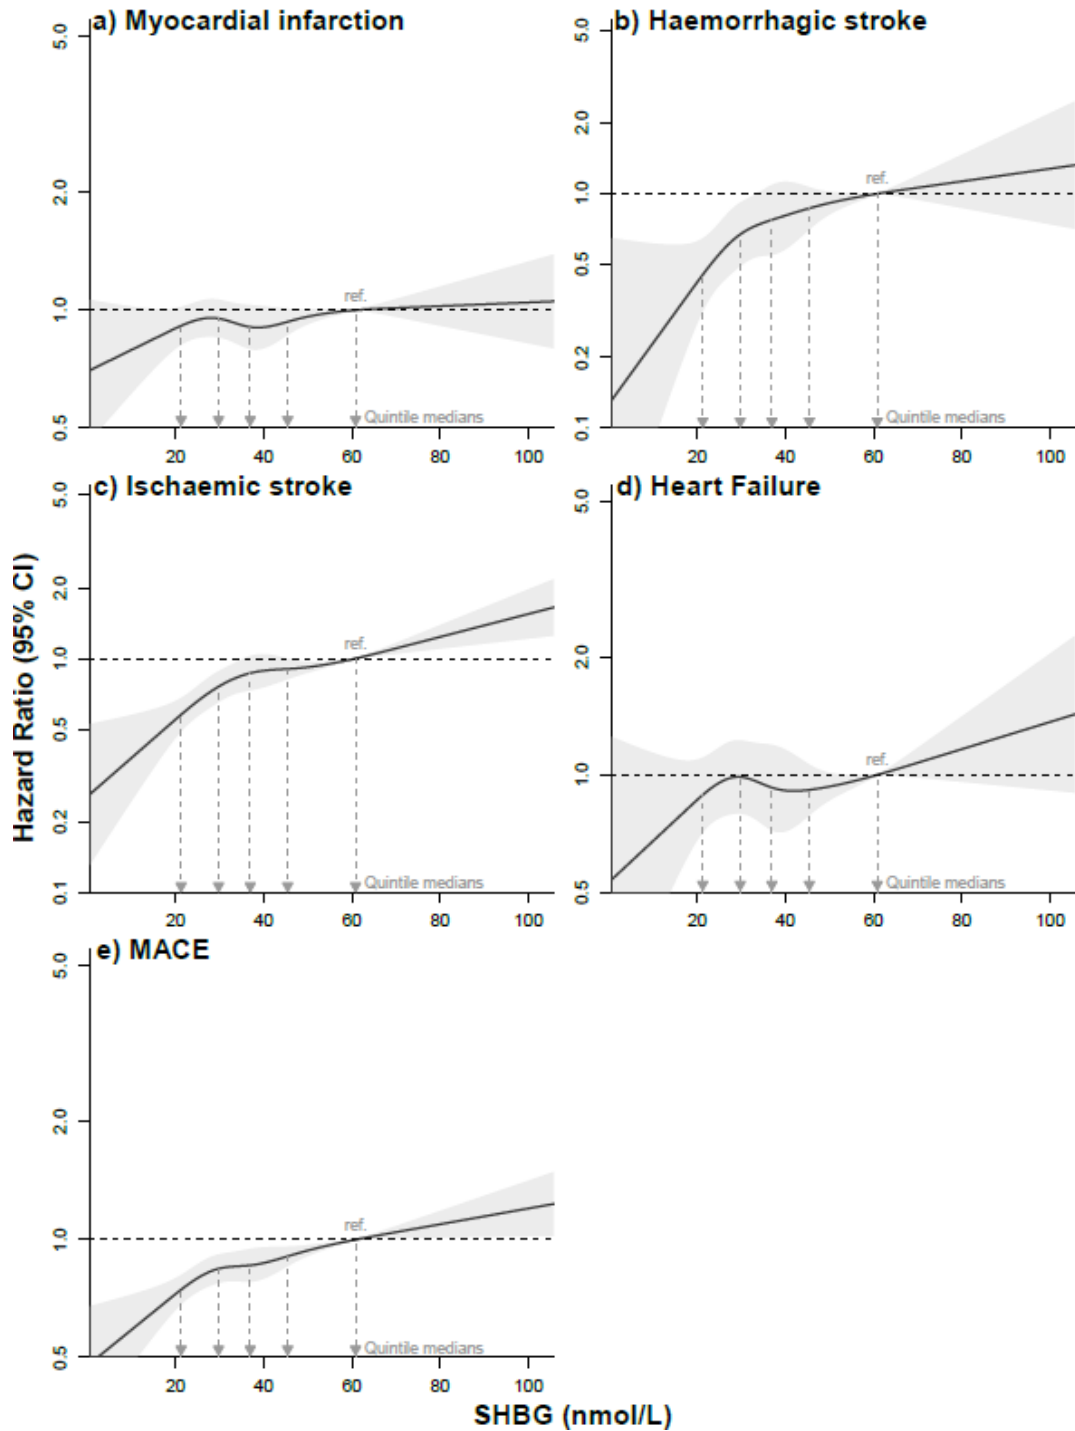 a) Myocardial infarction
5.0
2.0
1.0
0.5
ref.
Quintile medians
20 40 60 80 100
b) Haemorrhagic stroke
5.0
2.0
1.0
0.5
0.2
0.1
ref.
Quintile medians
20 40 60 80 100
c) Ischaemic stroke
5.0
2.0
1.0
0.5
0.2
0.1
ref.
Quintile medians
20 40 60 80 100
d) Heart Failure
5.0
2.0
1.0
0.5
ref.
Quintile medians
20 40 60 80 100
Hazard Ratio (95% CI)
e) MACE
5.0
2.0
1.0
0.5
ref.
Quintile medians
20 40 60 80 100
SHBG (nmol/L)